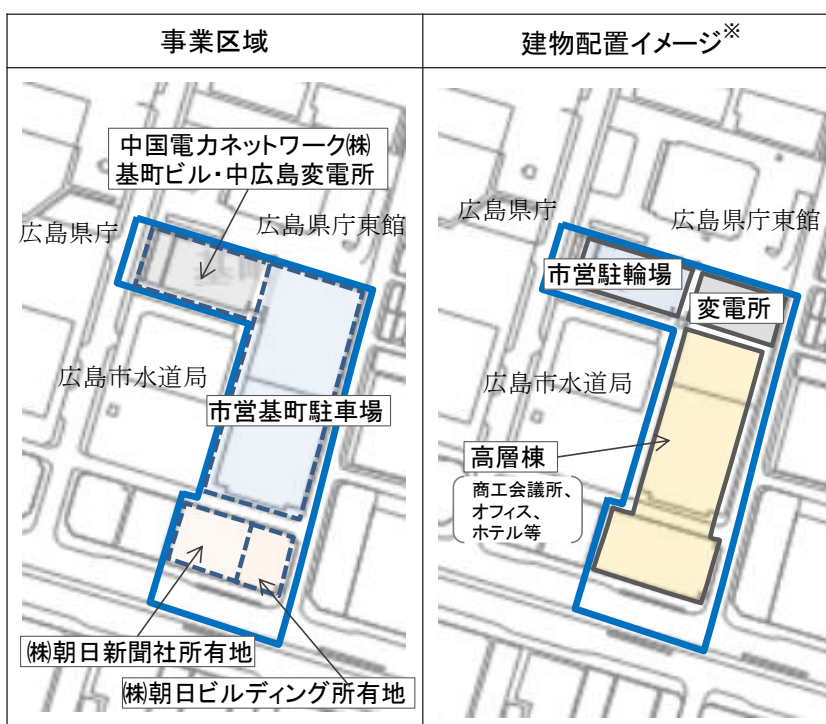 事業区域
建物配置イメージ※
中国電力ネットワーク㈱
基町ビル・中広島変電所
広島県庁
広島県庁東館
広島市水道局
市営基町駐車場
㈱朝日新聞社所有地
㈱朝日ビルディング所有地
広島県庁
広島県庁東館
市営駐輪場
変電所
広島市水道局
高層棟
商工会議所、
オフィス、
ホテル等